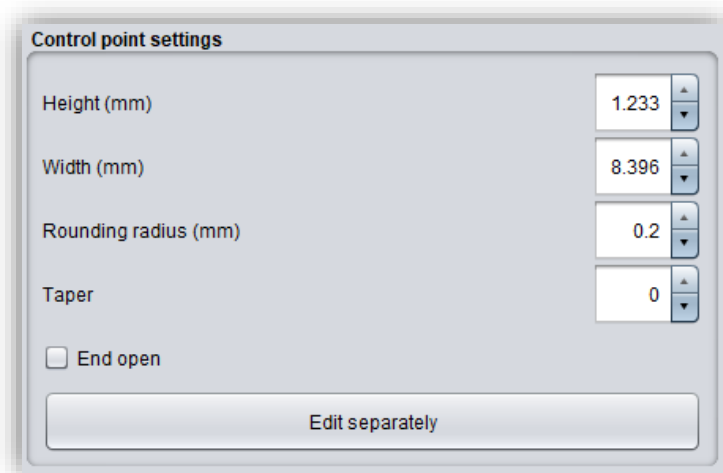 Control point settings
Height (mm) 1.233
Width (mm) 8.396
Rounding radius (mm) 0.2
Taper 0
End open
Edit separately